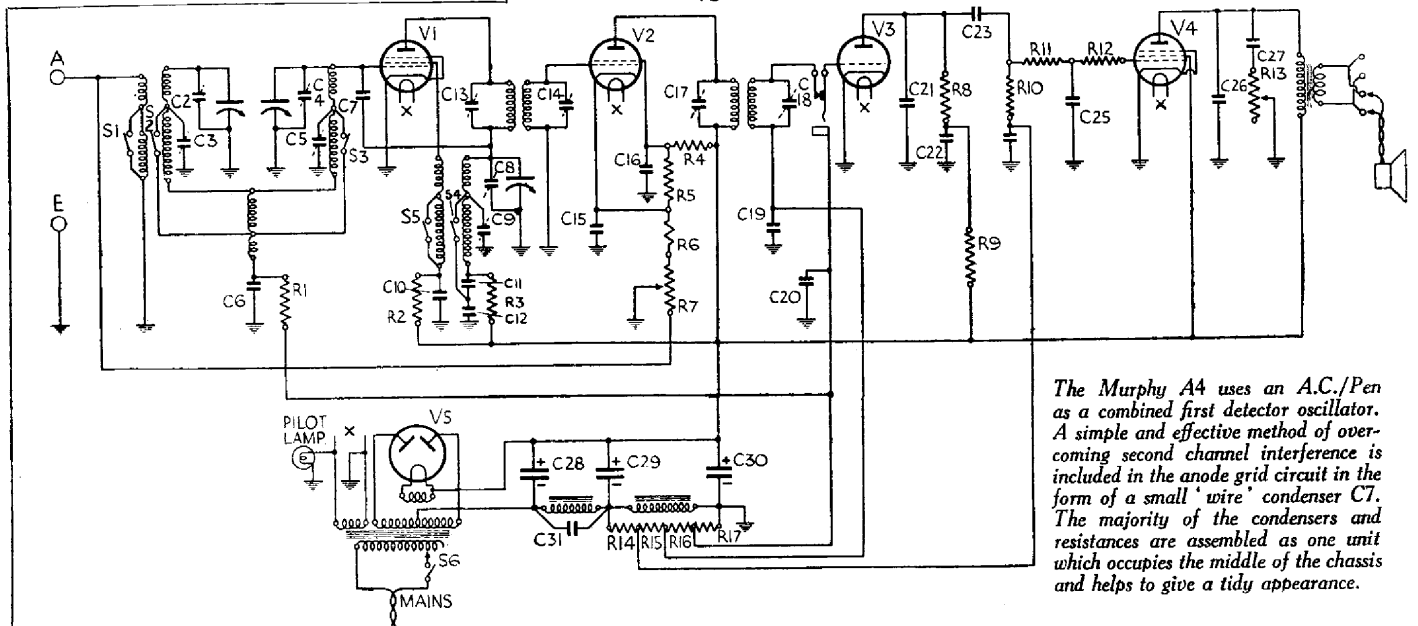 A
E
S1
S2
C2
C3
C4
C5
C7
S3
C6
R1
V1
C13
C14
C8
S4
S5
C9
C10
C11
R2
R3
C12
V2
C15
C16
R4
R5
R6
R7
C17
C18
C19
C20
V3
C21
R8
C22
C23
R9
R10
R11
R12
C25
V4
C26
C27
R13
X
X
X
X
PILOT
LAMP
V5
C28
C29
C30
C31
R14
R15
R16
R17
S6
MAINS
The Murphy A4 uses an A.C./Pen
as a combined first detector oscillator.
A simple and effective method of over-
coming second channel interference is
included in the anode grid circuit in the
form of a small 'wire' condenser C7.
The majority of the condensers and
resistances are assembled as one unit
which occupies the middle of the chassis
and helps to give a tidy appearance.